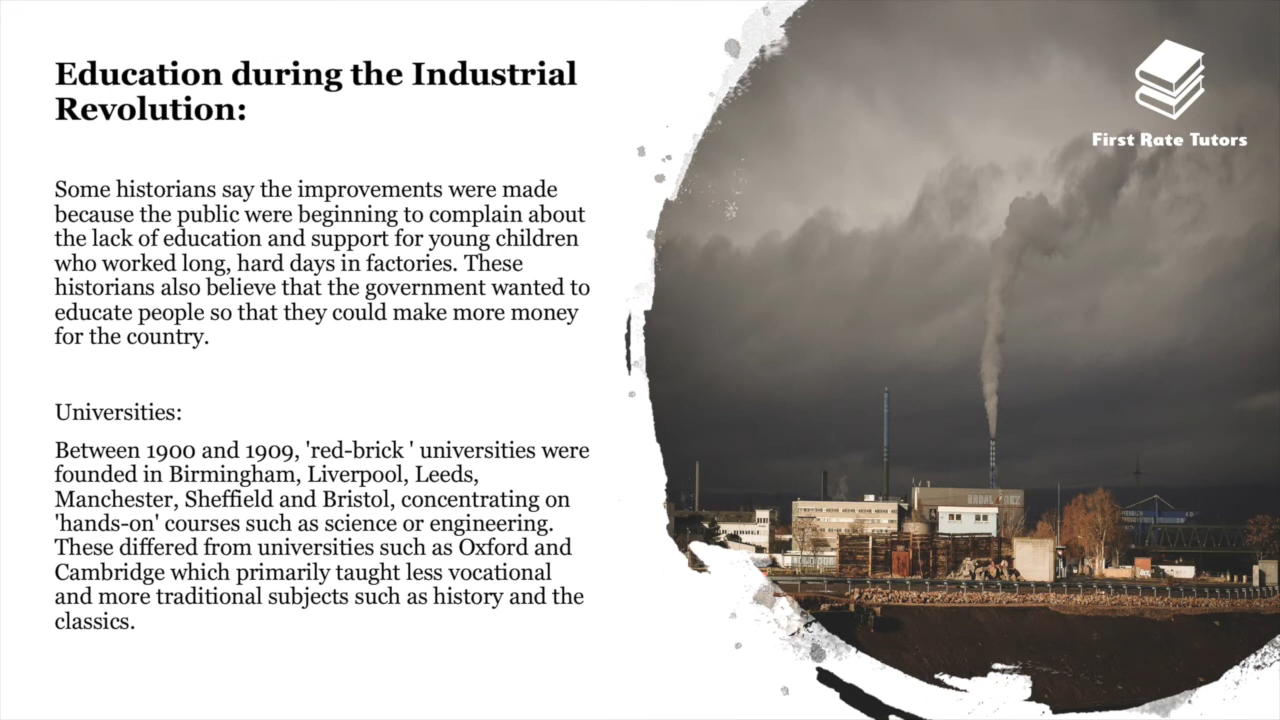 Education during the Industrial
Revolution:
First Rate Tutors
Some historians say the improvements were made
because the public were beginning to complain about
the lack of education and support for young children
who worked long, hard days in factories. These
historians also believe that the government wanted to
educate people so that they could make more money
for the country.
Universities:
Between 1900 and 1909, 'red-brick ' universities were
founded in Birmingham, Liverpool, Leeds,
Manchester, Sheffield and Bristol, concentrating on
'hands-on' courses such as science or engineering.
These differed from universities such as Oxford and
Cambridge which primarily taught less vocational
and more traditional subjects such as history and the
classics.